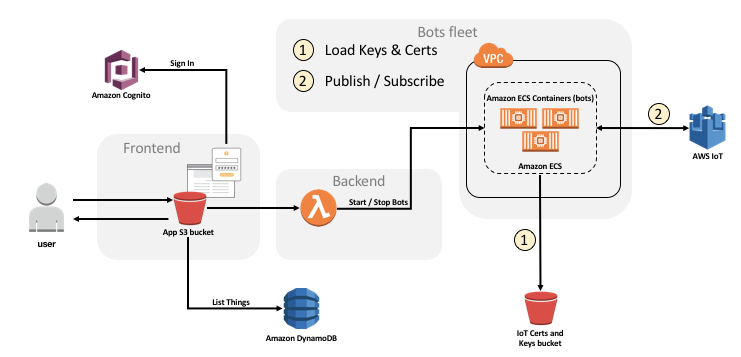 Bots fleet
1 Load Keys & Certs
2 Publish / Subscribe
VPC
Sign In
Amazon Cognito
Amazon ECS Containers (bots)
Amazon ECS
2
AWS IoT
Frontend
Backend
Start / Stop Bots
user
App S3 bucket
1
List Things
Amazon DynamoDB
IoT Certs and
Keys bucket